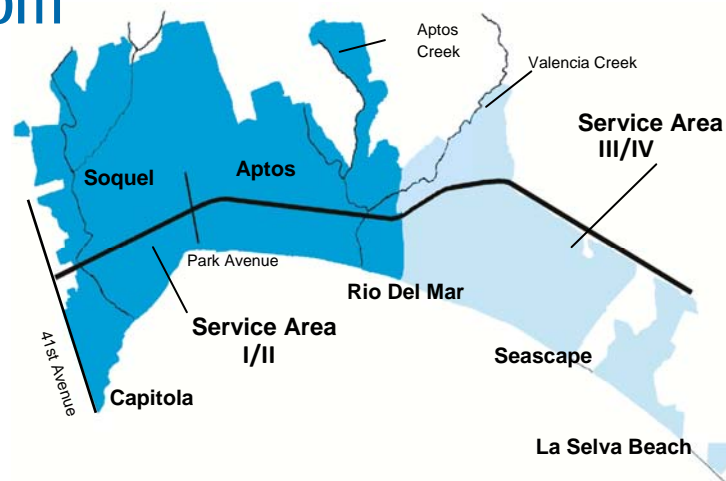 om
Aptos
Creek
Valencia Creek
Service Area
III/IV
Soquel
Aptos
Park Avenue
Rio Del Mar
Service Area
I/II
41st Avenue
Seascape
Capitola
La Selva Beach